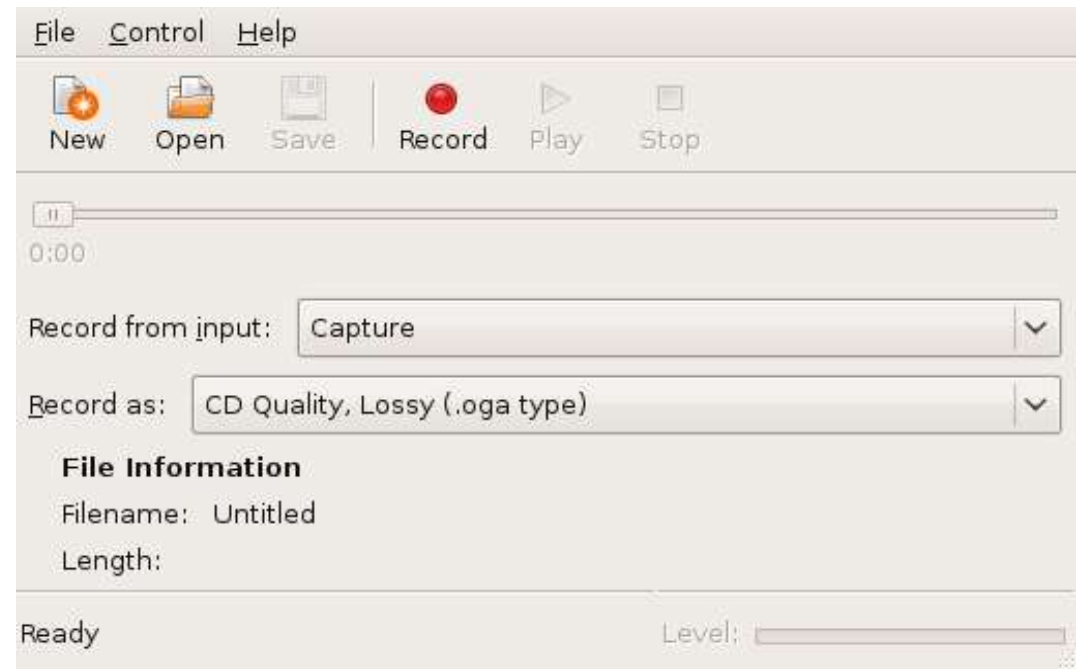 File Control Help
New Open Save Record Play Stop
0:00
Record from input: Capture
Record as: CD Quality, Lossy (.oga type)
File Information
Filename: Untitled
Length:
Ready Level: